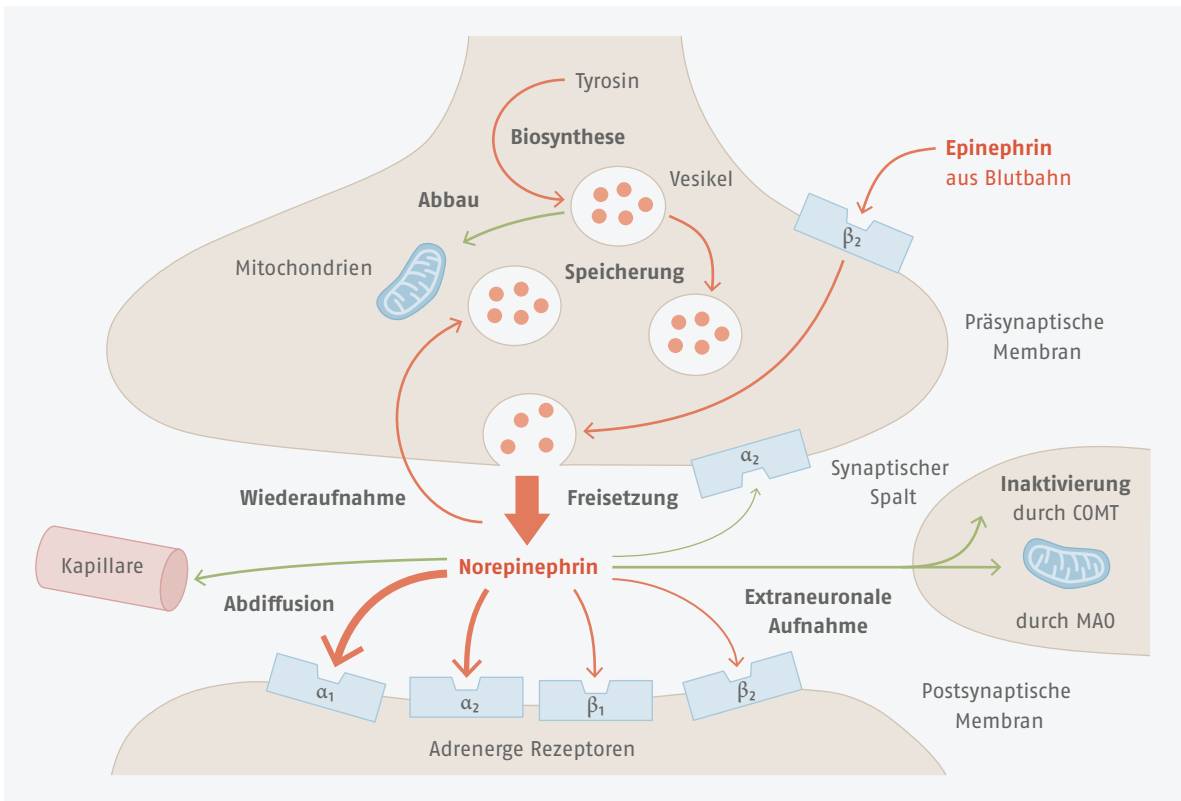 Tyrosin
Biosynthese
Epinephrin
aus Blutbahn
Vesikel
Abbau
β2
Mitochondrien
Speicherung
Präsynaptische
Membran
α2
Synaptischer
Spalt
Wiederaufnahme
Freisetzung
Inaktivierung
durch COMT
Kapillare
Norepinephrin
Abdiffusion
Extraneuronale
Aufnahme
durch MAO
α1
α2
β1
β2
Postsynaptische
Membran
Adrenerge Rezeptoren